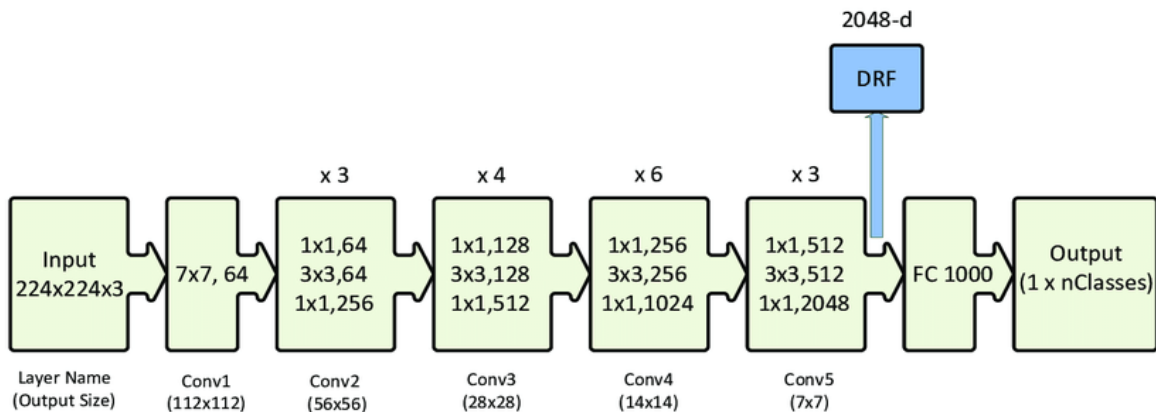 2048-d
DRF
x 3
x 4
x 6
x 3
Input
224x224x3
7x7, 64
1x1,64
3x3,64
1x1,256
1x1,128
3x3,128
1x1,512
1x1,256
3x3,256
1x1,1024
1x1,512
3x3,512
1x1,2048
FC 1000
Output
(1 x nClasses)
Layer Name
(Output Size)
Conv1
(112x112)
Conv2
(56x56)
Conv3
(28x28)
Conv4
(14x14)
Conv5
(7x7)